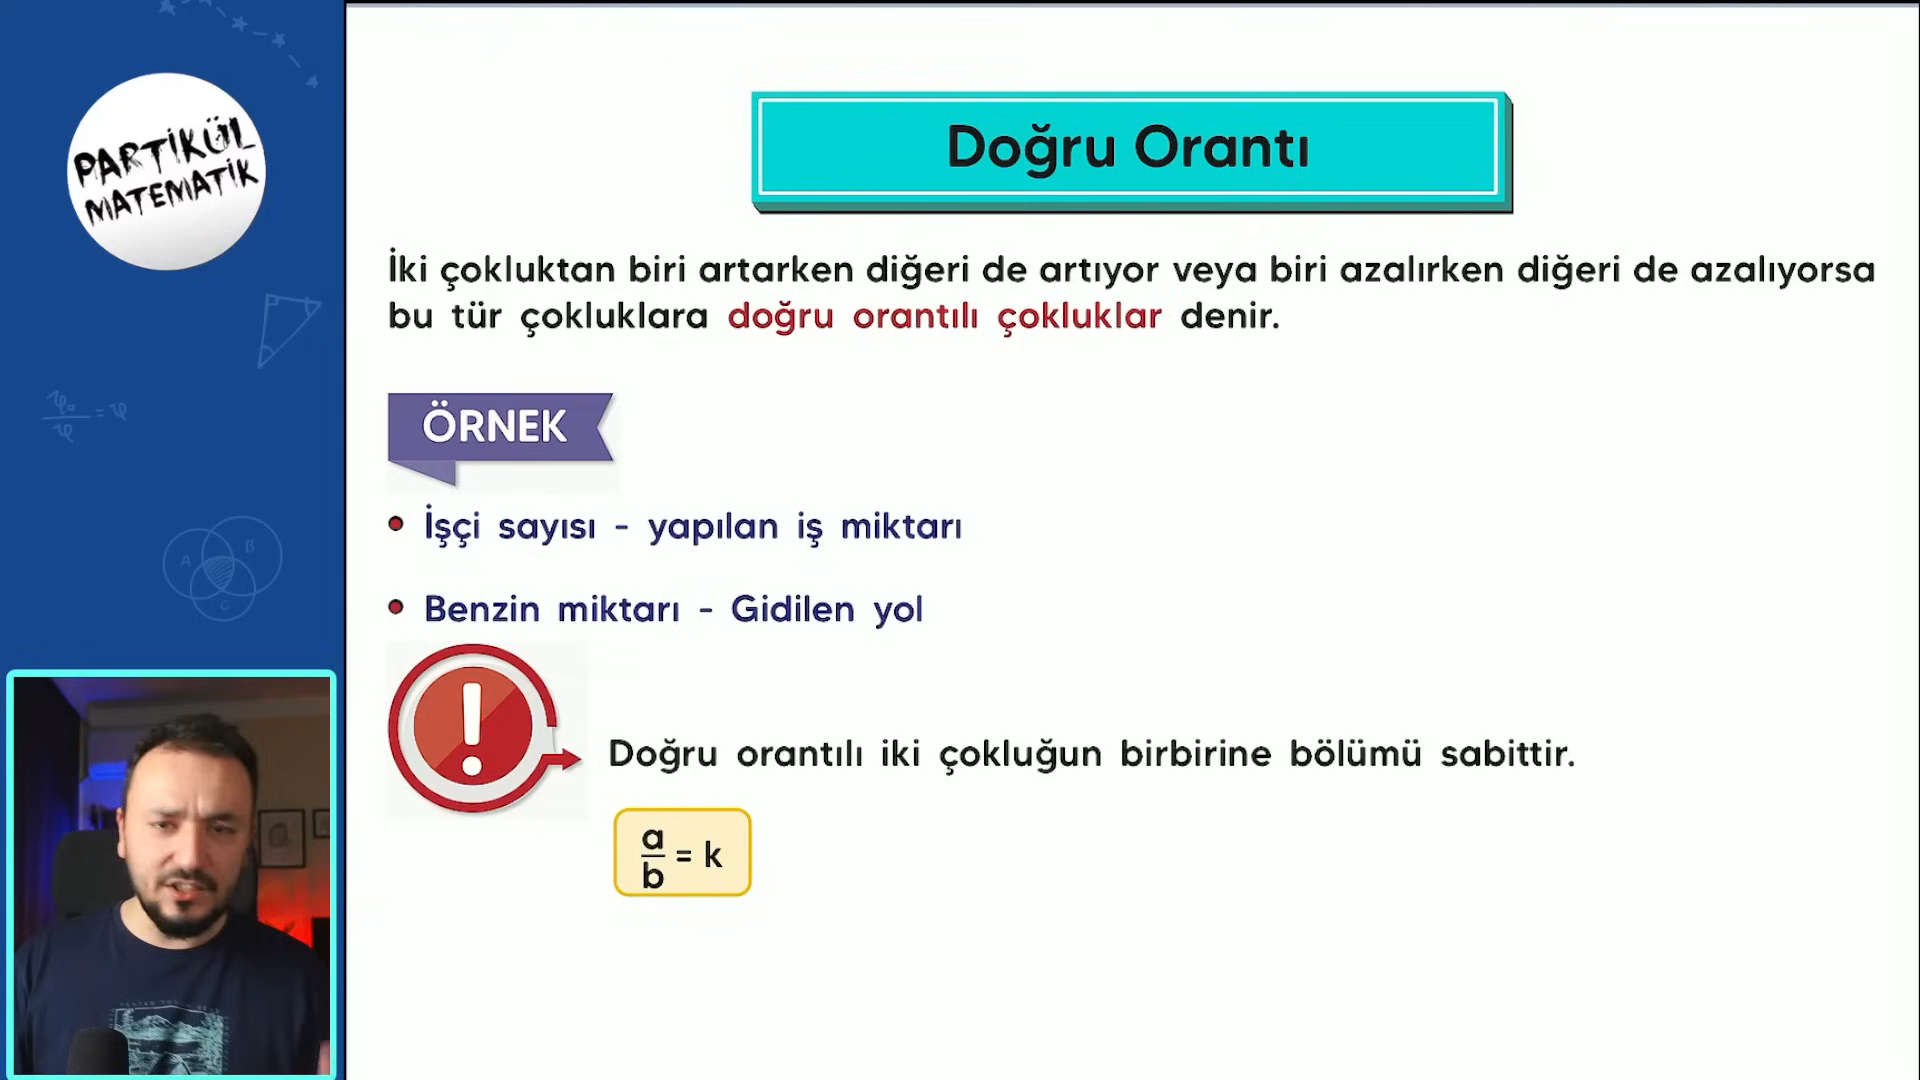 PARTİKÜL
MATEMATİK
Doğru Orantı
İki çokluktan biri artarken diğeri de artıyor veya biri azalırken diğeri de azalıyorsa
bu tür çokluklara doğru orantılı çokluklar denir.
ÖRNEK
• İşçi sayısı - yapılan iş miktarı
• Benzin miktarı - Gidilen yol
!
Doğru orantılı iki çokluğun birbirine bölümü sabittir.
a
b = k
A
B
C